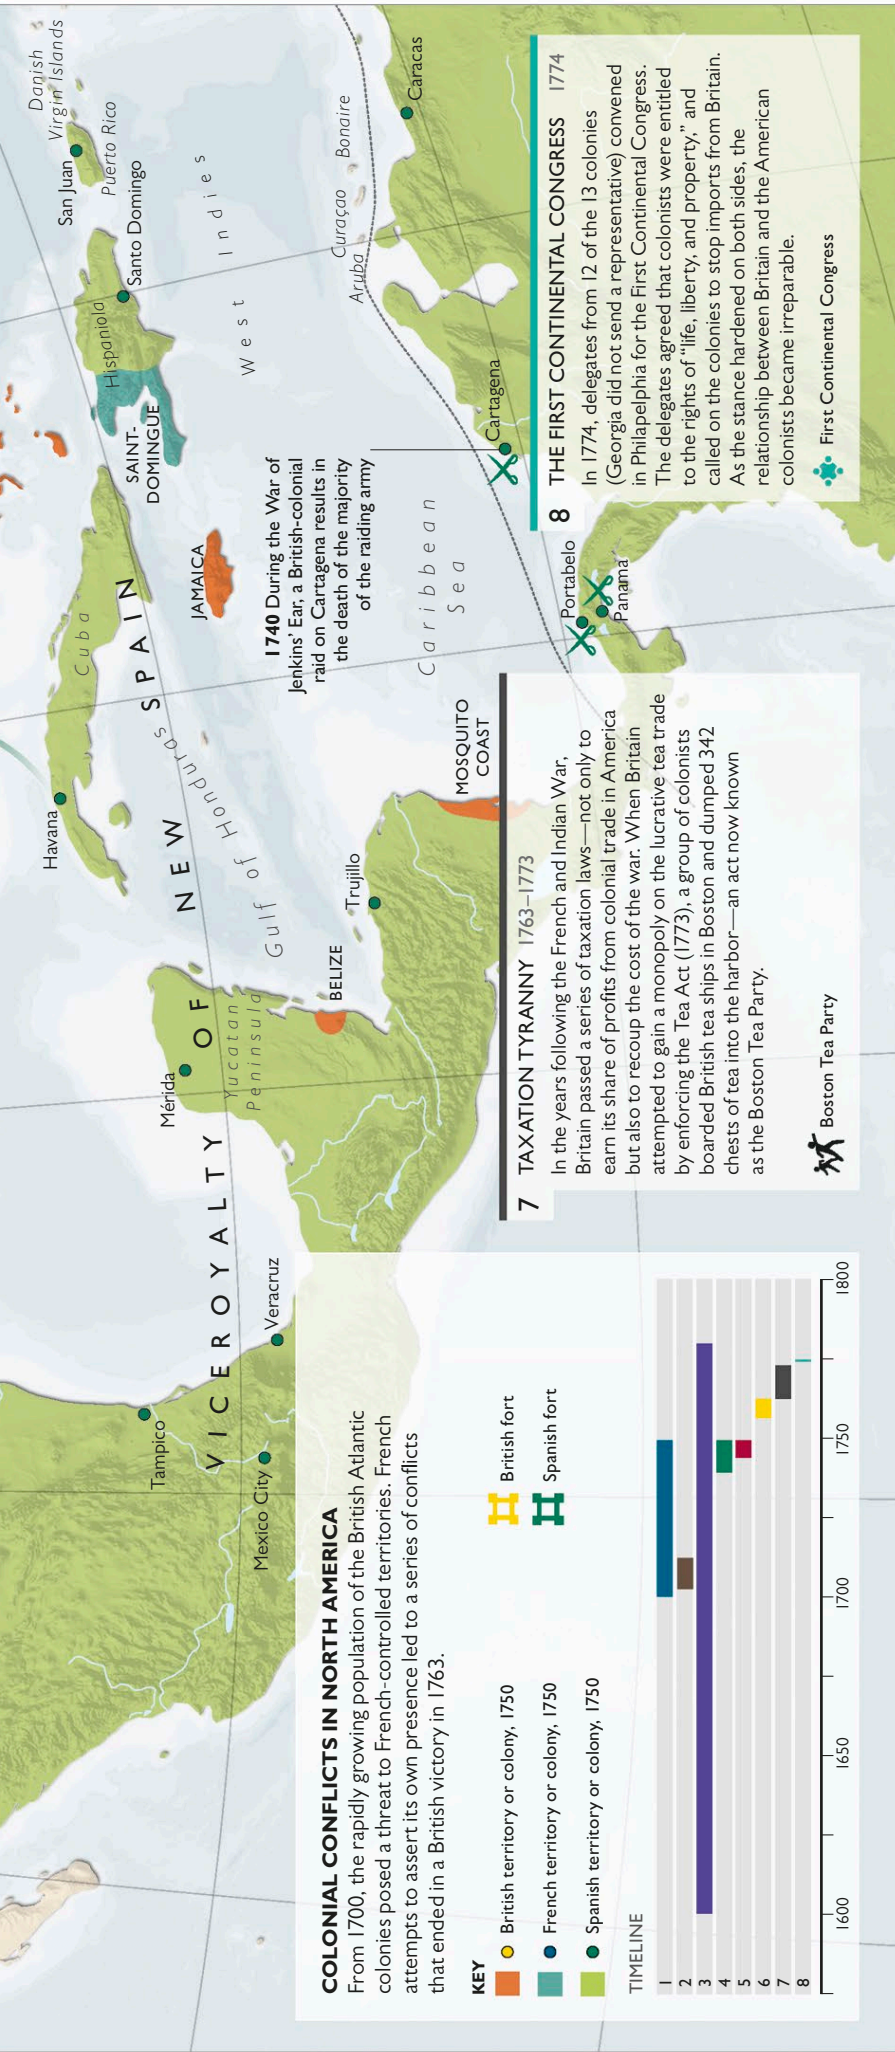 Danish
Virgin Islands
San Juan
Puerto Rico
Santo Domingo
Hispaniola
SAINT-
DOMINGUE
West Indies
Aruba
Curaçao
Bonaire
Caracas
Cuba
Havana
JAMAICA
1740 During the War of
Jenkins’ Ear, a British-colonial
raid on Cartagena results in
the death of the majority
of the raiding army
Caribbean
Sea
Cartagena
Portabelo
Panama
VICEROYALTY OF NEW SPAIN
Gulf of Honduras
Trujillo
MOSQUITO
COAST
BELIZE
Mérida
Yucatan
Peninsula
Veracruz
Tampico
Mexico City
COLONIAL CONFLICTS IN NORTH AMERICA
From 1700, the rapidly growing population of the British Atlantic
colonies posed a threat to French-controlled territories. French
attempts to assert its own presence led to a series of conflicts
that ended in a British victory in 1763.
KEY
British territory or colony, 1750
French territory or colony, 1750
Spanish territory or colony, 1750
British fort
Spanish fort
TIMELINE
1
2
3
4
5
6
7
8
1600
1650
1700
1750
1800
7 TAXATION TYRANNY 1763–1773
In the years following the French and Indian War,
Britain passed a series of taxation laws—not only to
earn its share of profits from colonial trade in America
but also to recoup the cost of the war. When Britain
attempted to gain a monopoly on the lucrative tea trade
by enforcing the Tea Act (1773), a group of colonists
boarded British tea ships in Boston and dumped 342
chests of tea into the harbor—an act now known
as the Boston Tea Party.
Boston Tea Party
8 THE FIRST CONTINENTAL CONGRESS 1774
In 1774, delegates from 12 of the 13 colonies
(Georgia did not send a representative) convened
in Philapelphia for the First Continental Congress.
The delegates agreed that colonists were entitled
to the rights of “life, liberty, and property,” and
called on the colonies to stop imports from Britain.
As the stance hardened on both sides, the
relationship between Britain and the American
colonists became irreparable.
First Continental Congress